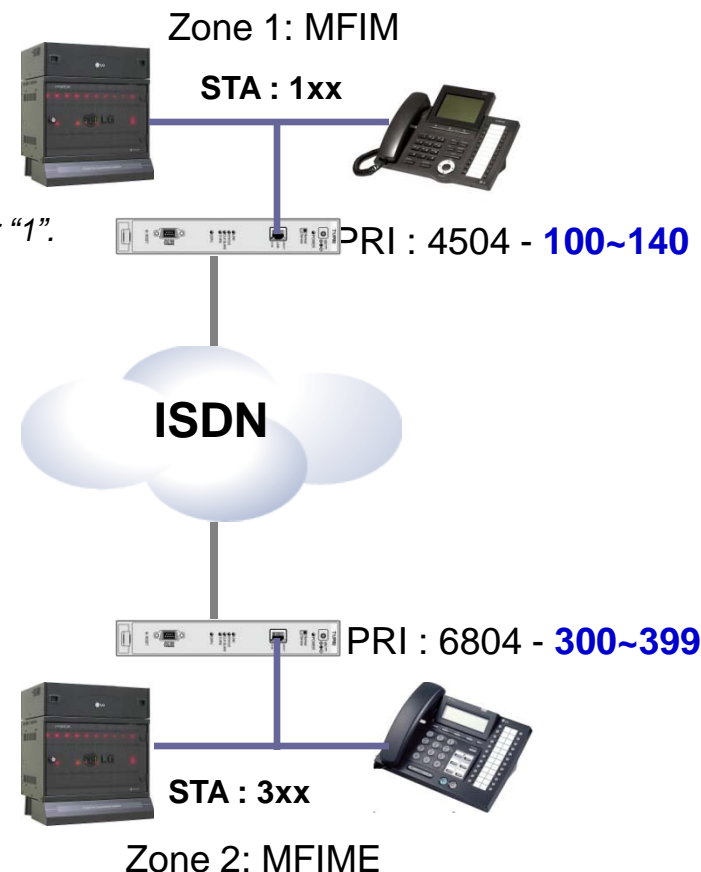 Zone 1: MFIM
STA : 1xx
“1”.
PRI : 4504 - 100~140
ISDN
PRI : 6804 - 300~399
STA : 3xx
Zone 2: MFIME